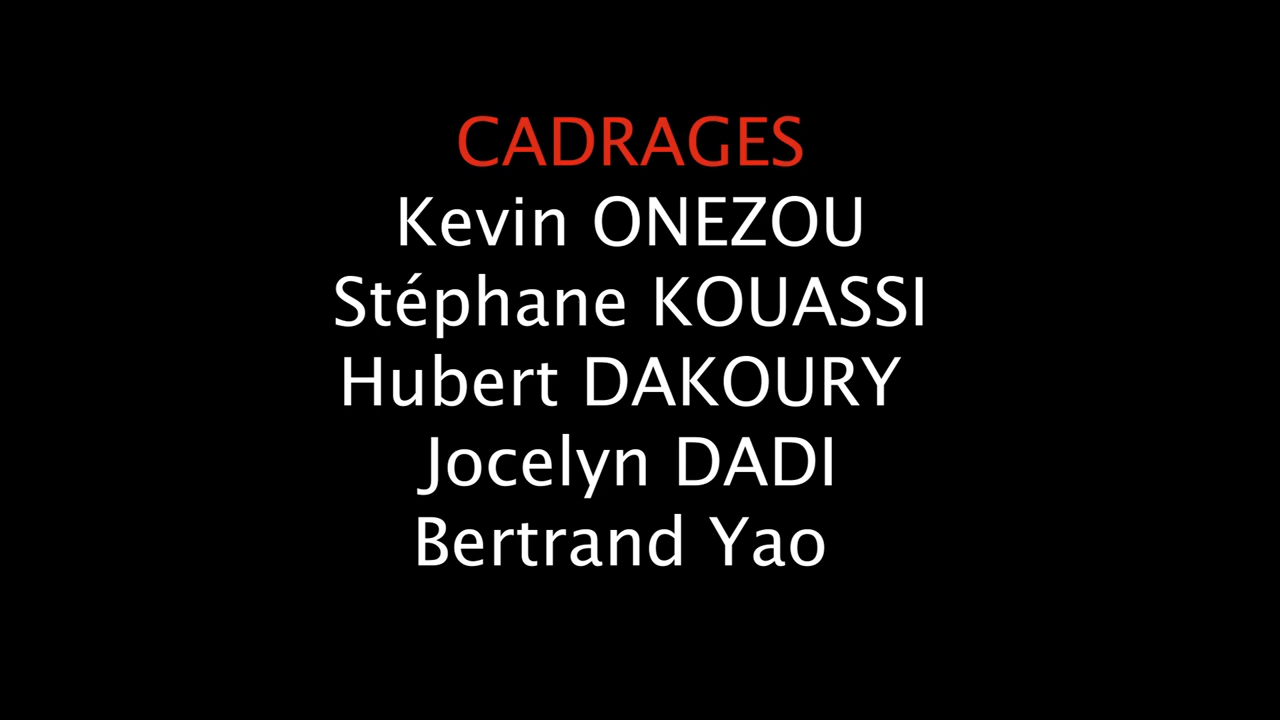 CADRAGES
Kevin ONEZOU
Stéphane KOUASSI
Hubert DAKOURY
Jocelyn DADI
Bertrand Yao